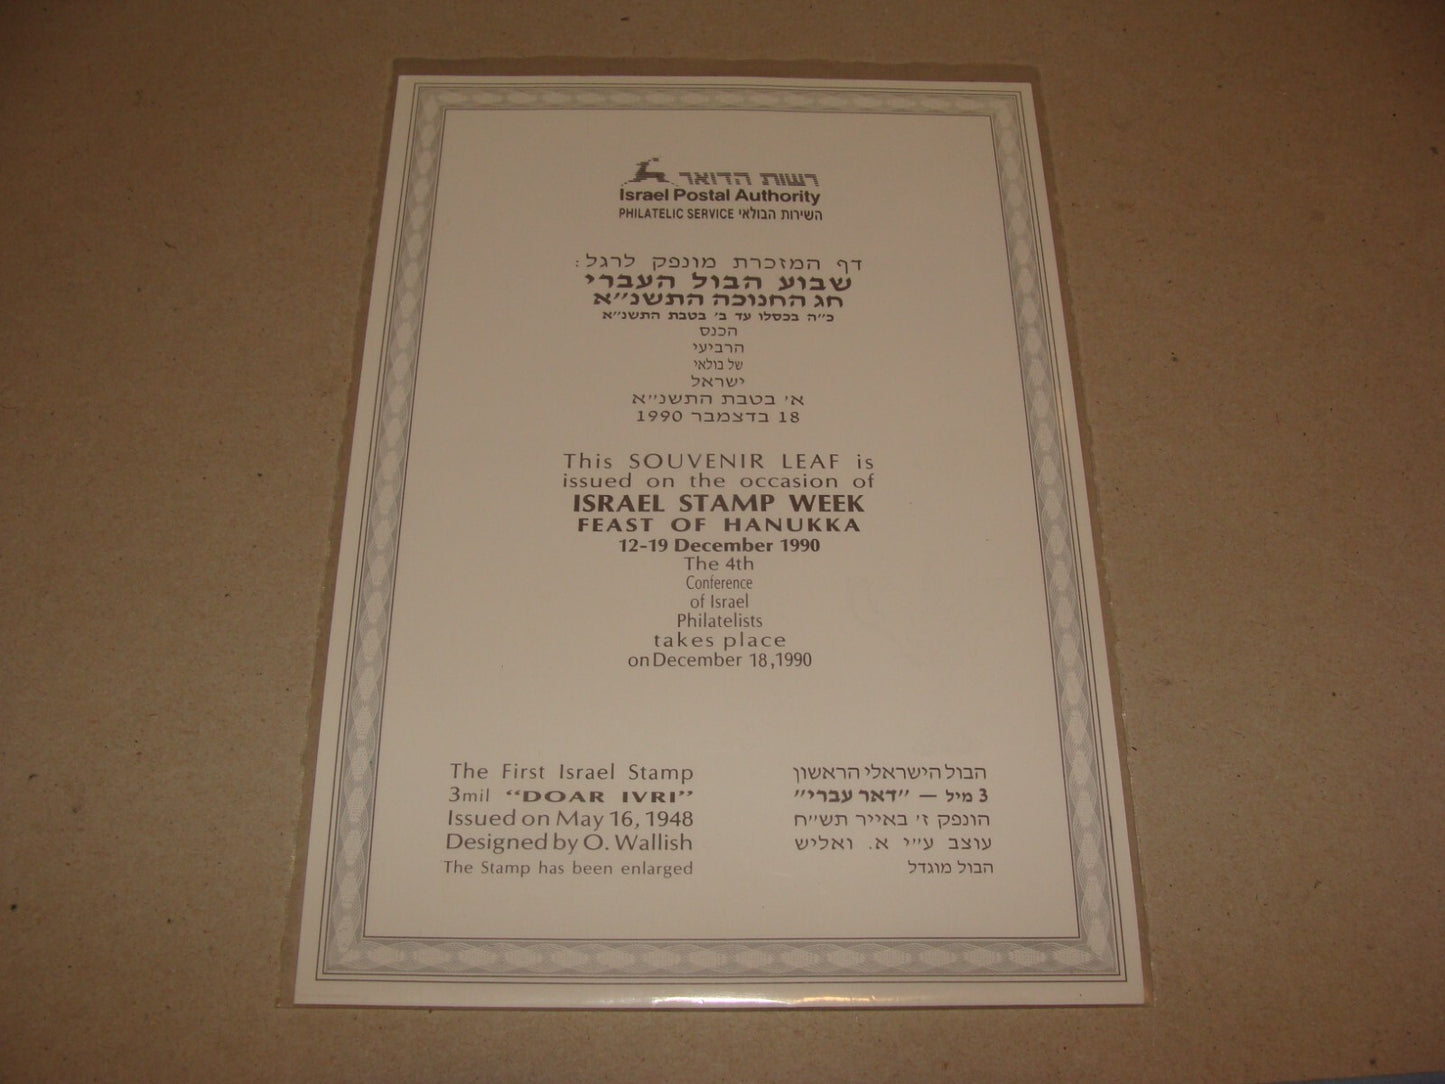 רשות הדואר
Israel Postal Authority
PHILATELIC SERVICE השירות הבולאי
דף המזכרת מונפק לרגל:
שבוע הבול העברי
חג החנוכה התשנ״א
כ״ה בכסלו עד ב׳ בטבת התשנ״א
הכנס
הרביעי
של בולאי
ישראל
א׳ בטבת התשנ״א
18 בדצמבר 1990
This SOUVENIR LEAF is
issued on the occasion of
ISRAEL STAMP WEEK
FEAST OF HANUKKA
12-19 December 1990
The 4th
Conference
of Israel
Philatelists
takes place
on December 18,1990
The First Israel Stamp
3mil “DOAR IVRI”
Issued on May 16, 1948
Designed by O. Wallish
The Stamp has been enlarged
הבול הישראלי הראשון
3 מיל — ״דאר עברי״
הונפק ז׳ באייר תש״ח
עוצב ע״י א. ואליש
הבול מוגדל